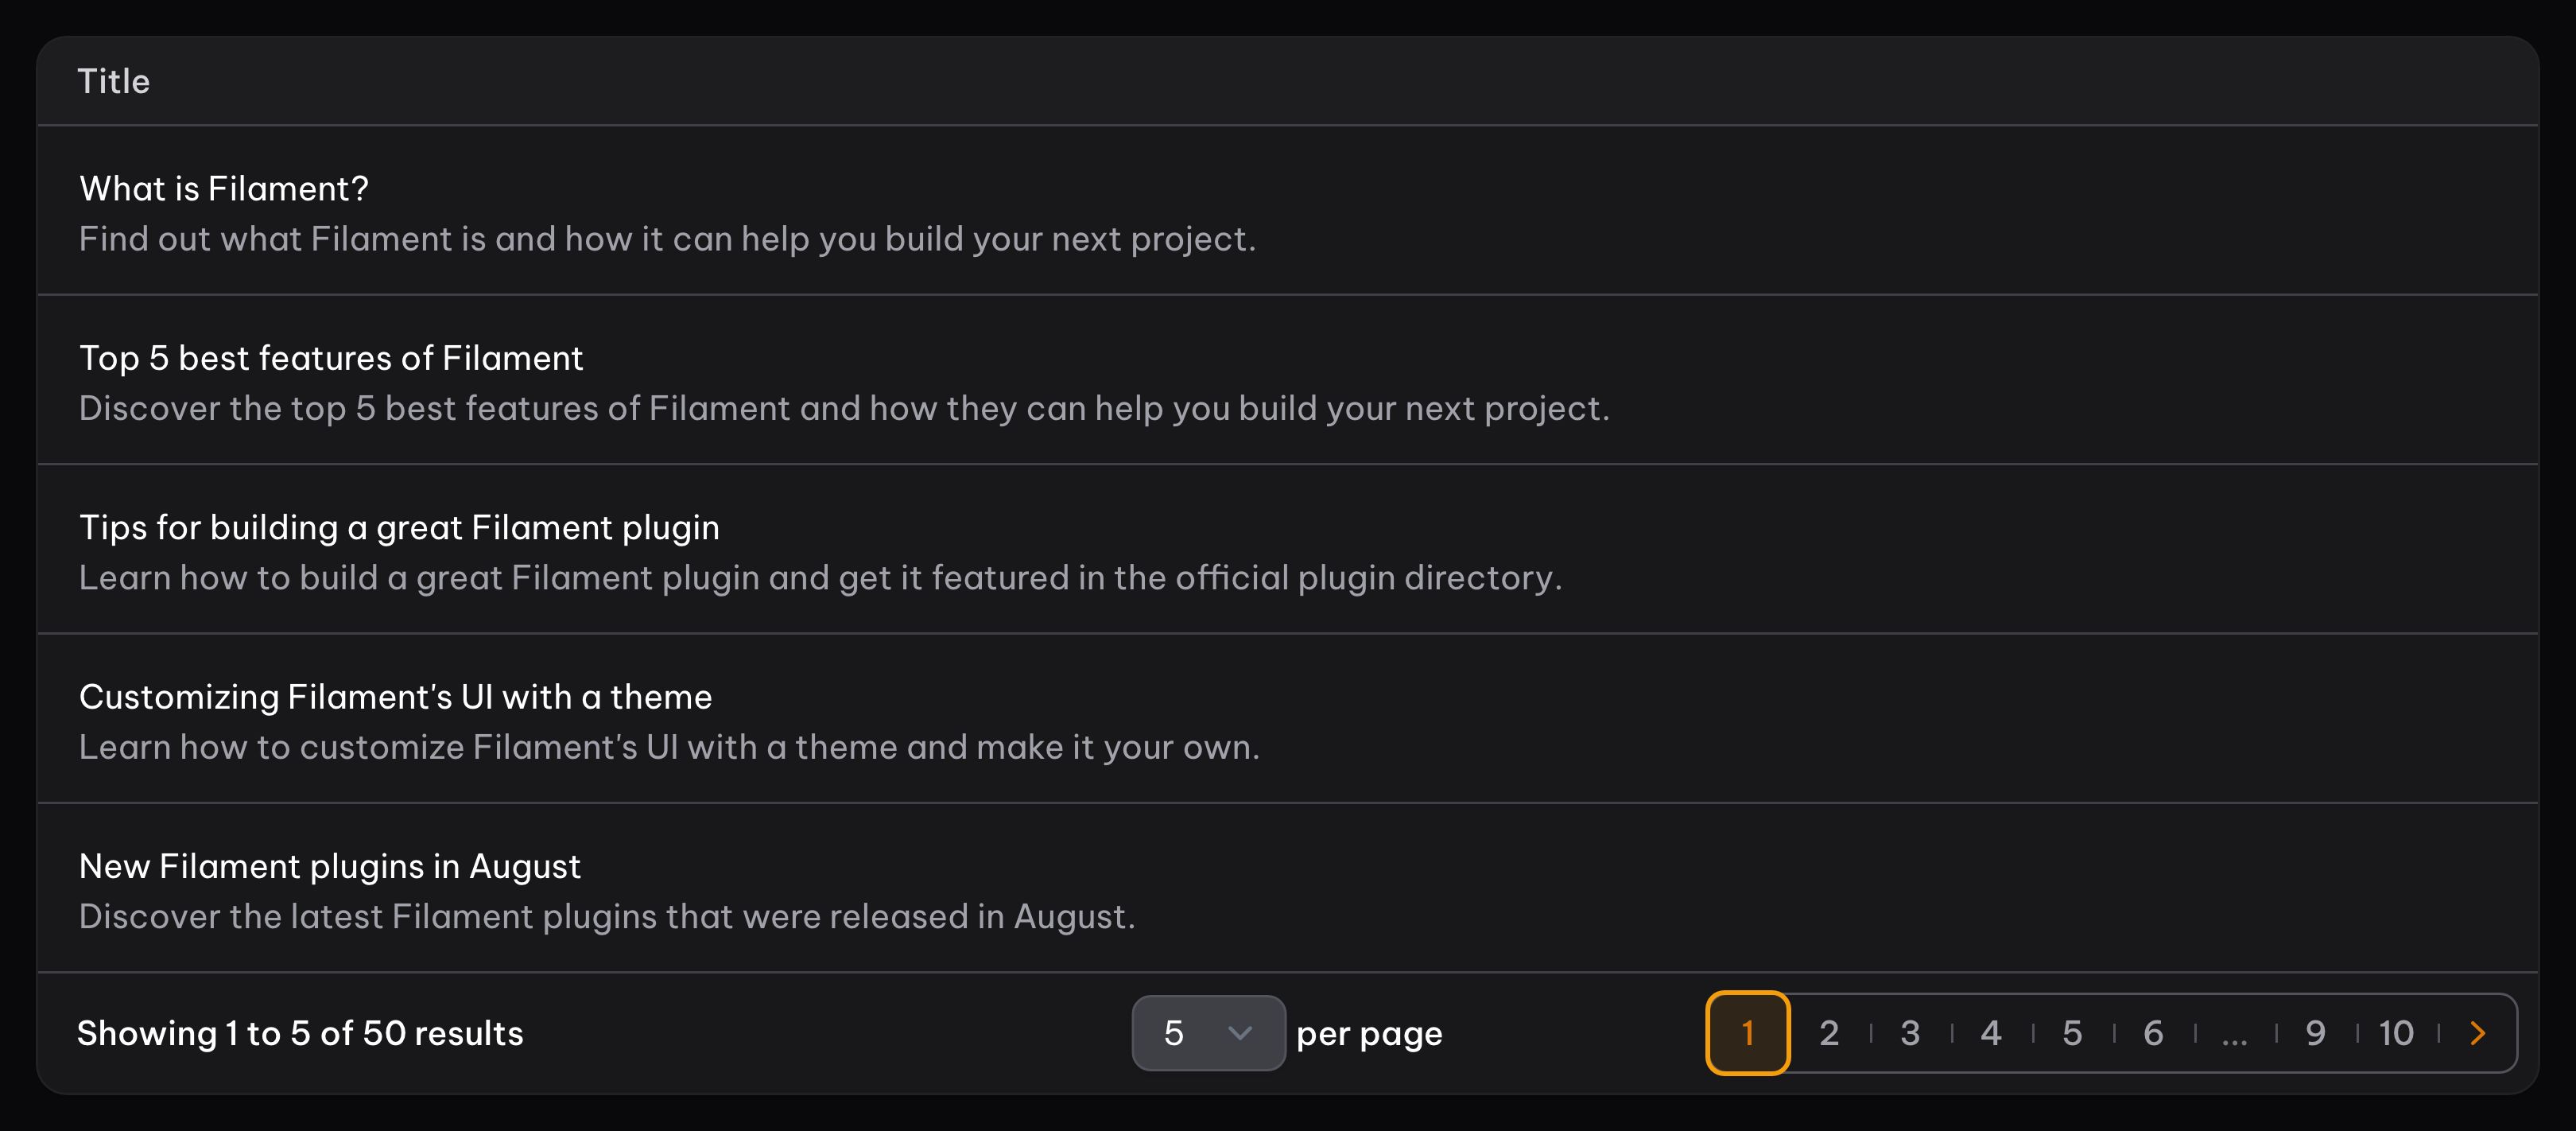 Title
What is Filament?
Find out what Filament is and how it can help you build your next project.
Top 5 best features of Filament
Discover the top 5 best features of Filament and how they can help you build your next project.
Tips for building a great Filament plugin
Learn how to build a great Filament plugin and get it featured in the official plugin directory.
Customizing Filament's UI with a theme
Learn how to customize Filament's UI with a theme and make it your own.
New Filament plugins in August
Discover the latest Filament plugins that were released in August.
Showing 1 to 5 of 50 results 5 per page 1 2 3 4 5 6 ... 9 10